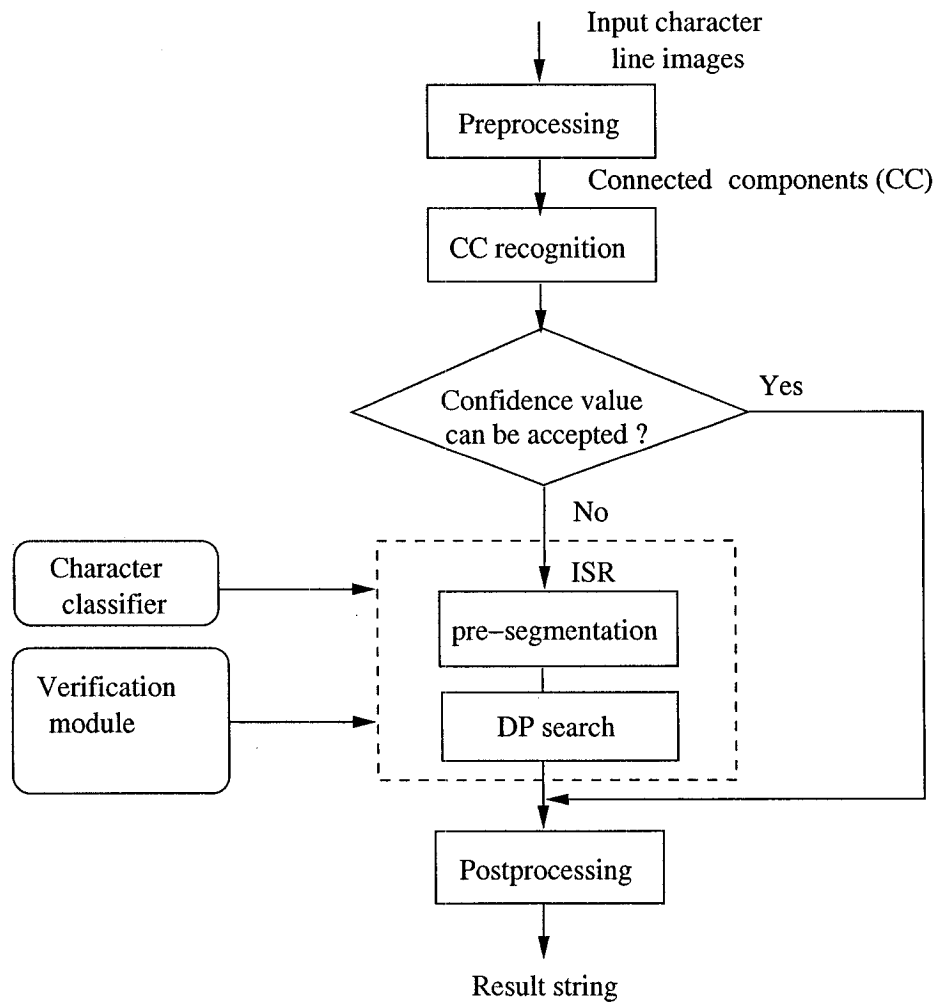 Input character
line images
Preprocessing
Connected components (CC)
CC recognition
Confidence value
can be accepted ?
Yes
No
ISR
Character
classifier
pre-segmentation
Verification
module
DP search
Postprocessing
Result string